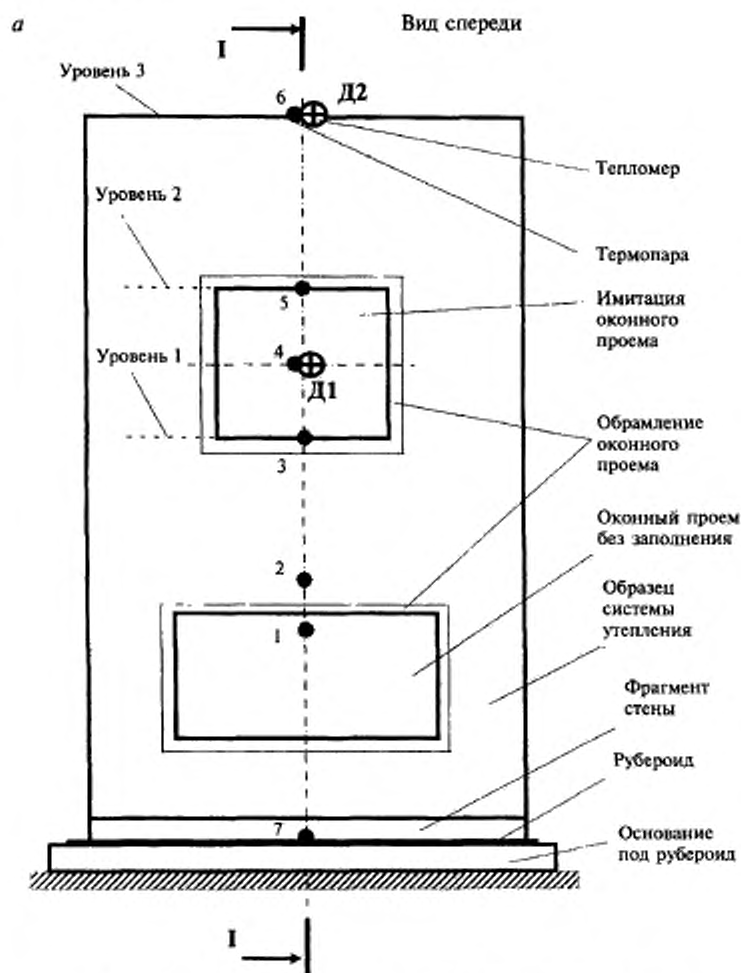 а
I
Вид спереди
Уровень 3
6
Д2
Тепломер
Уровень 2
Термопара
5
Имитация
оконного
проема
Уровень 1
4
Д1
3
Обрамление
оконного
проема
Оконный проем
без заполнения
2
1
Образец
системы
утепления
Фрагмент
стены
Рубероид
7
Основание
под рубероид
I